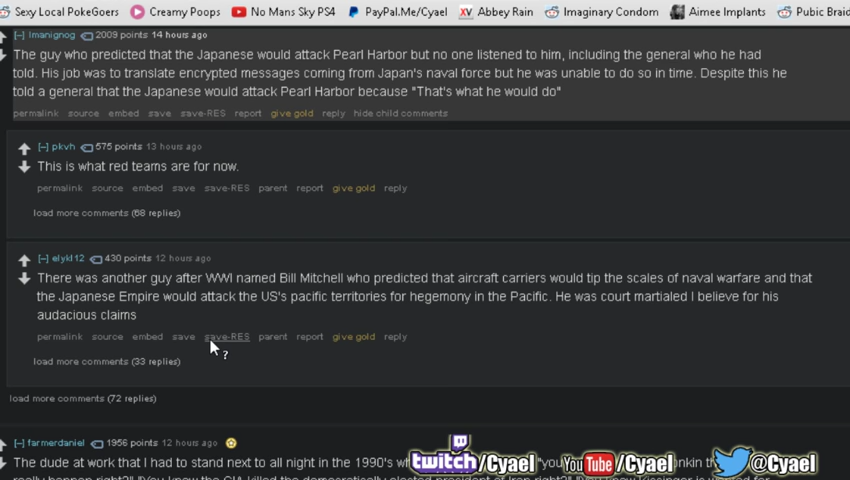 Sexy Local PokeGoers Creamy Poops No Mans Sky PS4 PayPal.Me/Cyael XV Abbey Rain Imaginary Condom Aimee Implants Pubic Braid
[-] lmanignog 2009 points 14 hours ago
The guy who predicted that the Japanese would attack Pearl Harbor but no one listened to him, including the general who he had
told. His job was to translate encrypted messages coming from Japan's naval force but he was unable to do so in time. Despite this he
told a general that the Japanese would attack Pearl Harbor because "That's what he would do"
permalink source embed save save-RES report give gold reply hide child comments
[-] pkvh 575 points 13 hours ago
This is what red teams are for now.
permalink source embed save save-RES parent report give gold reply
load more comments (68 replies)
[-] elykl12 430 points 12 hours ago
There was another guy after WWI named Bill Mitchell who predicted that aircraft carriers would tip the scales of naval warfare and that
the Japanese Empire would attack the US's pacific territories for hegemony in the Pacific. He was court martialed I believe for his
audacious claims
permalink source embed save save-RES parent report give gold reply
load more comments (33 replies)
load more comments (72 replies)
[-] farmerdaniel 1956 points 12 hours ago
The dude at work that I had to stand next to all night in the 1990's
twitch /Cyael YouTube /Cyael @Cyael